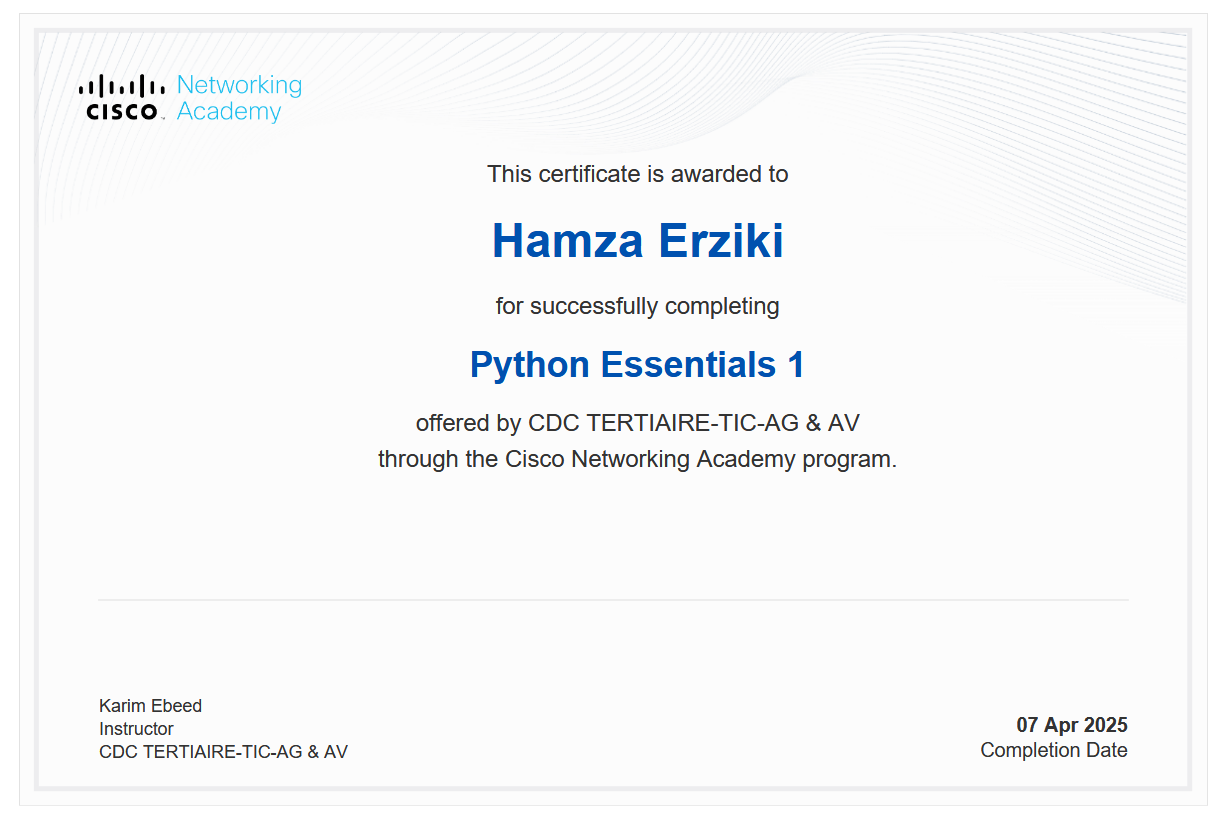 Networking
CISCO Academy
This certificate is awarded to
Hamza Erziki
for successfully completing
Python Essentials 1
offered by CDC TERTIAIRE-TIC-AG & AV
through the Cisco Networking Academy program.
Karim Ebeed
Instructor
CDC TERTIAIRE-TIC-AG & AV
07 Apr 2025
Completion Date